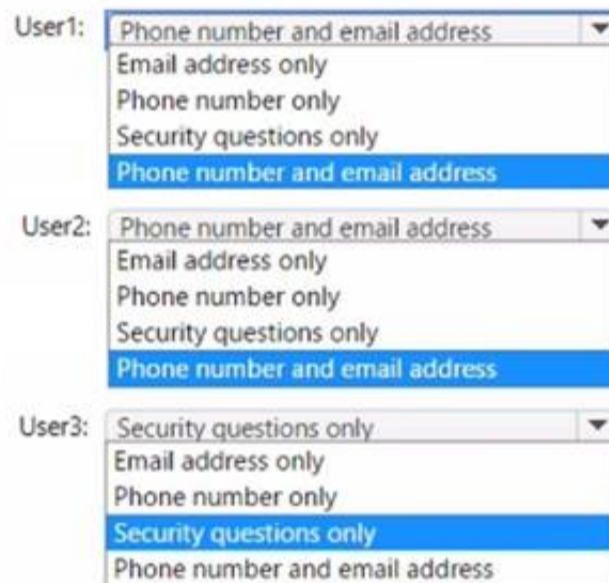 User1: Phone number and email address
Email address only
Phone number only
Security questions only
Phone number and email address
User2: Phone number and email address
Email address only
Phone number only
Security questions only
Phone number and email address
User3: Security questions only
Email address only
Phone number only
Security questions only
Phone number and email address